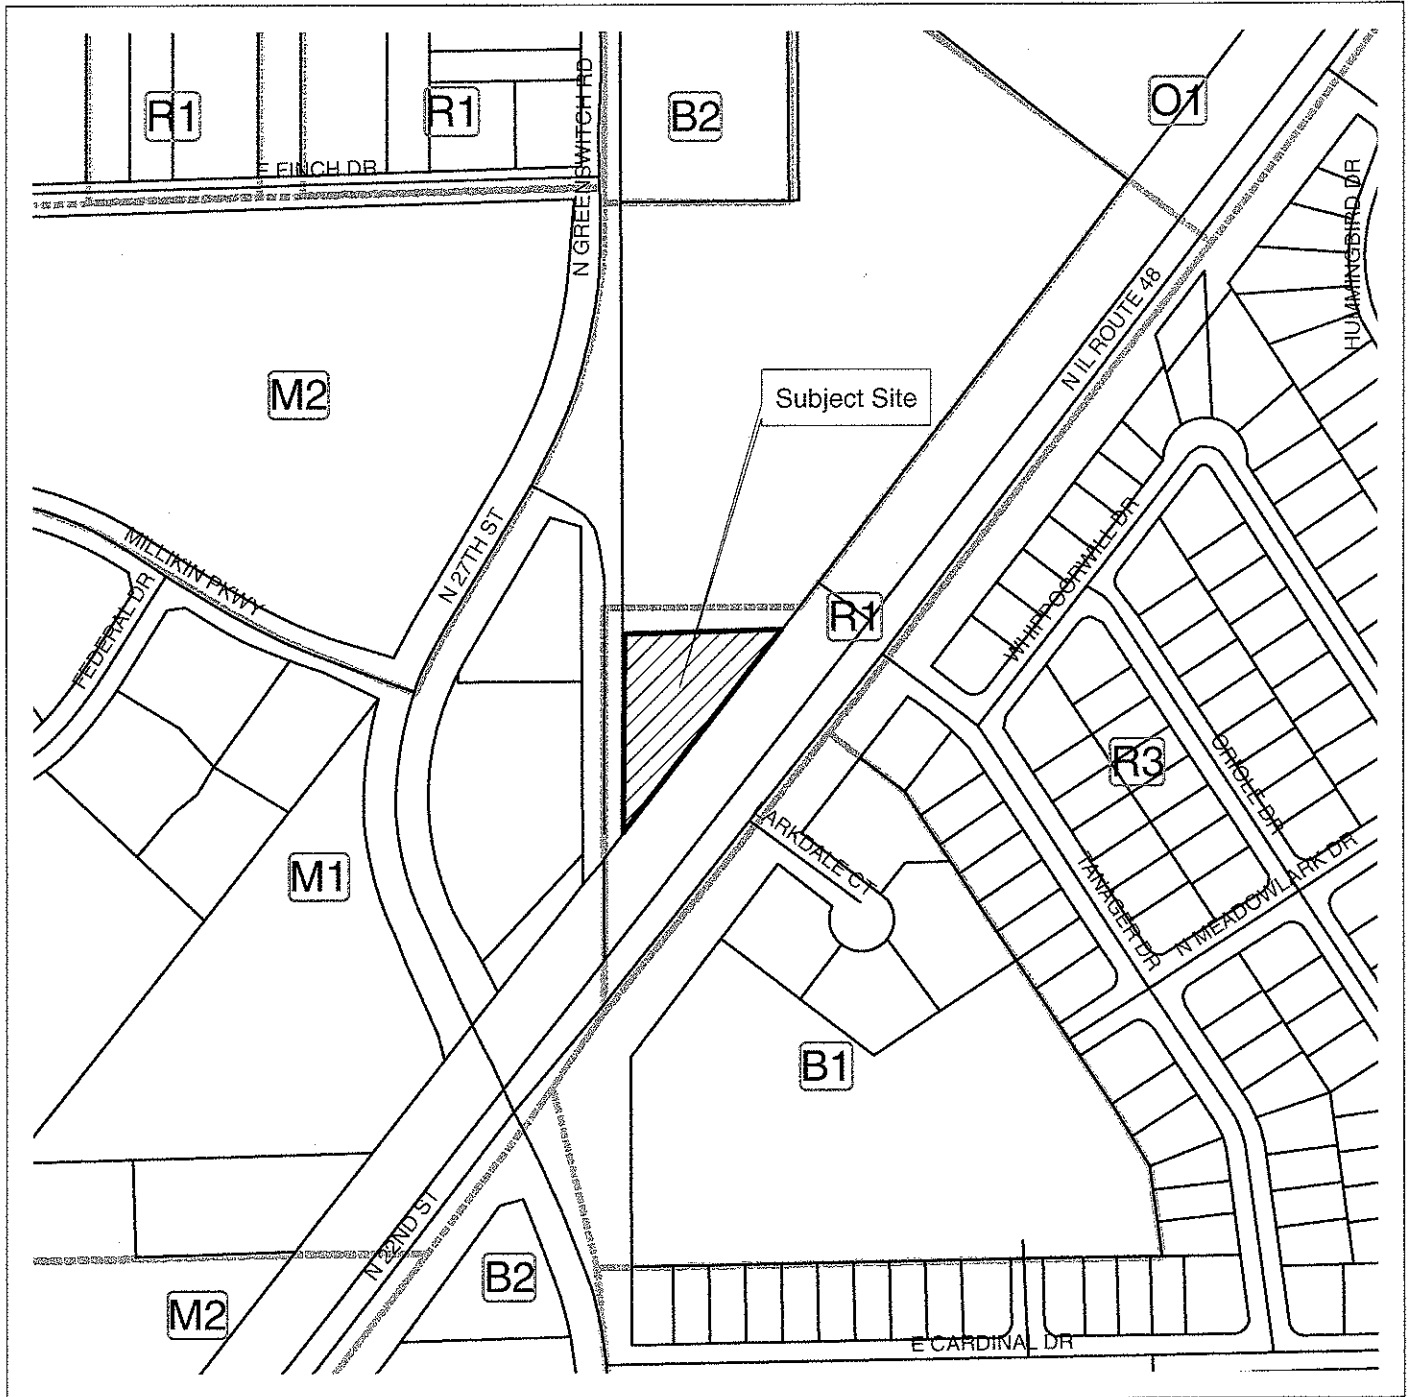 R1
R1
B2
O1
E FINCH DR
N GREENSWITCH RD
HUMMINGBIRD DR
N IL ROUTE 48
M2
Subject Site
MILLIKIN PKWY
N 27TH ST
FEDERAL DR
WHIPPOORWILL DR
R1
R3
ORIOLE DR
LARKDALE CT
TANAGER DR
N MEADOWLARK DR
M1
B1
N 22ND ST
B2
M2
E CARDINAL DR